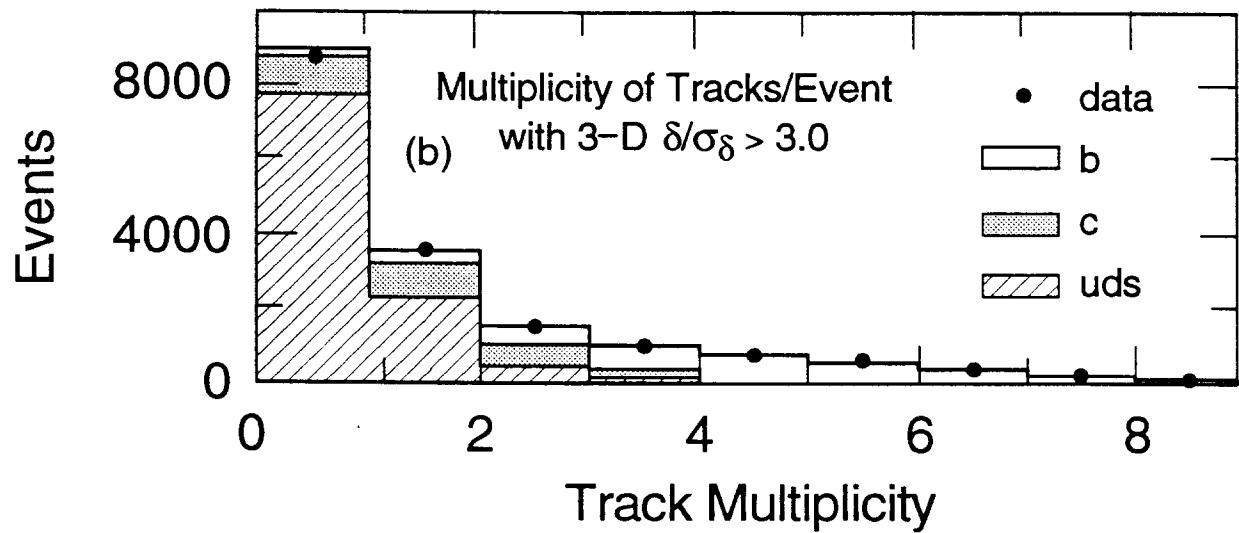 Multiplicity of Tracks/Event
with 3-D δ/σδ > 3.0
(b)
data
b
c
uds
Events
8000
4000
0
0 2 4 6 8
Track Multiplicity